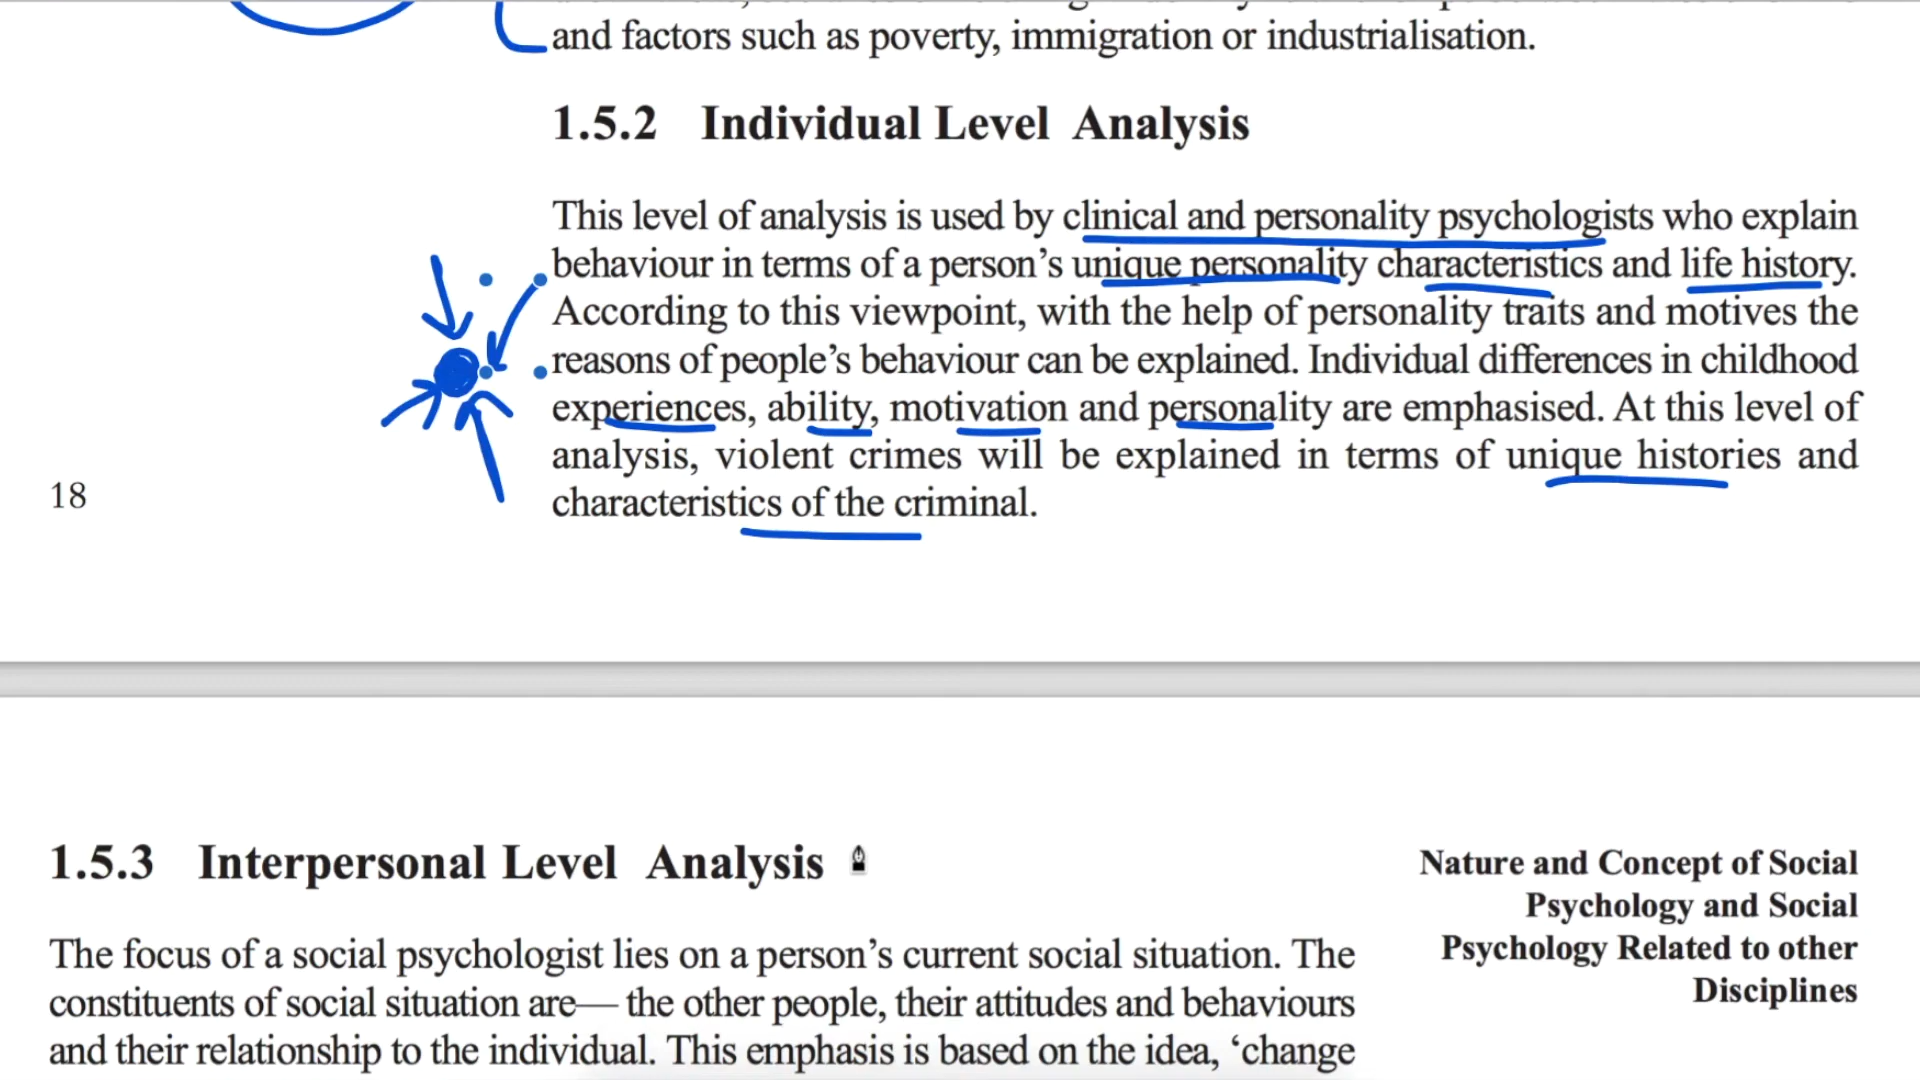 and factors such as poverty, immigration or industrialisation.
1.5.2 Individual Level Analysis
This level of analysis is used by clinical and personality psychologists who explain
behaviour in terms of a person’s unique personality characteristics and life history.
According to this viewpoint, with the help of personality traits and motives the
reasons of people’s behaviour can be explained. Individual differences in childhood
experiences, ability, motivation and personality are emphasised. At this level of
analysis, violent crimes will be explained in terms of unique histories and
characteristics of the criminal.
18
1.5.3 Interpersonal Level Analysis
The focus of a social psychologist lies on a person’s current social situation. The
constituents of social situation are— the other people, their attitudes and behaviours
and their relationship to the individual. This emphasis is based on the idea, ‘change
Nature and Concept of Social
Psychology and Social
Psychology Related to other
Disciplines